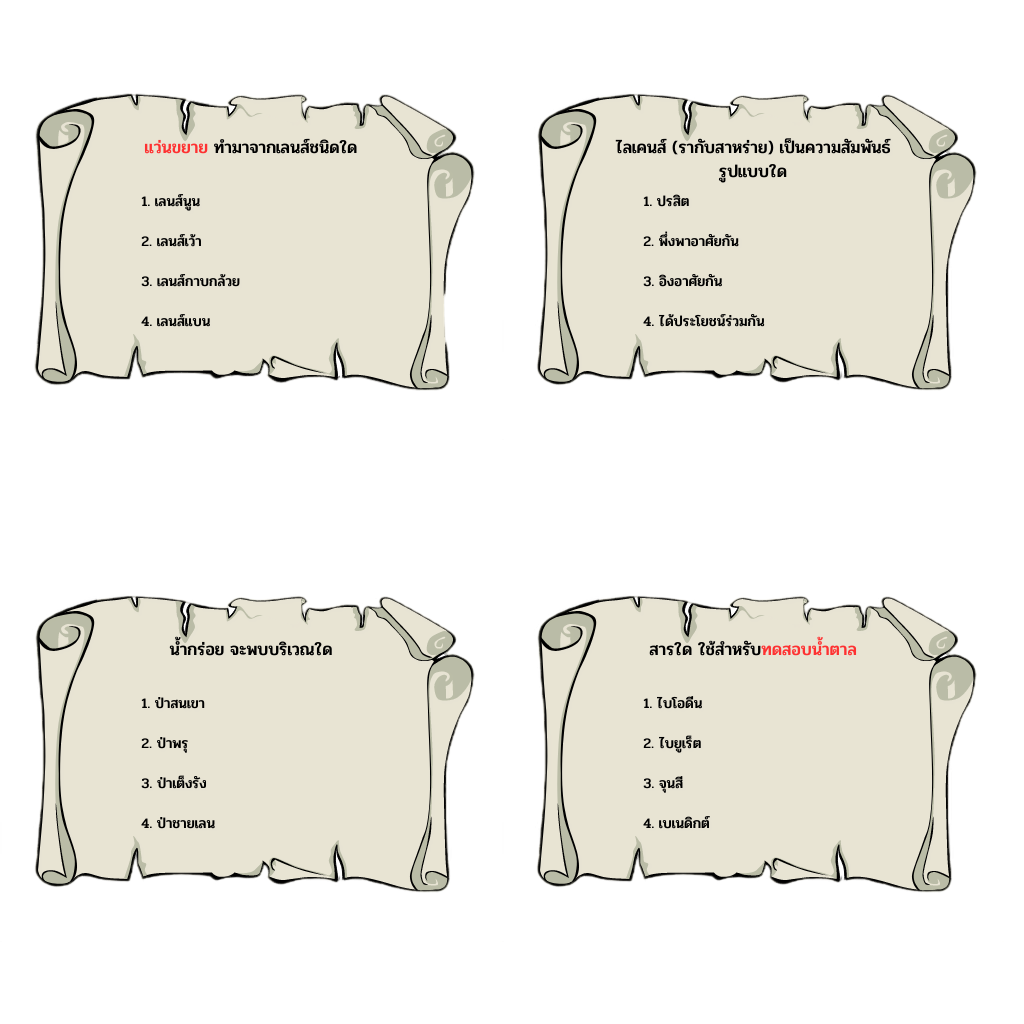 แว่นขยาย ทำมาจากเลนส์ชนิดใด
1. เลนส์นูน
2. เลนส์เว้า
3. เลนส์กาบกล้วย
4. เลนส์แบน
ไลเคนส์ (รากับสาหร่าย) เป็นความสัมพันธ์
รูปแบบใด
1. ปรสิต
2. พึ่งพาอาศัยกัน
3. อิงอาศัยกัน
4. ได้ประโยชน์ร่วมกัน
น้ำกร่อย จะพบบริเวณใด
1. ป่าสนเขา
2. ป่าพรุ
3. ป่าเต็งรัง
4. ป่าชายเลน
สารใด ใช้สำหรับทดสอบน้ำตาล
1. ไบโอดีน
2. ไบยูเร็ต
3. จุนสี
4. เบเนดิกต์